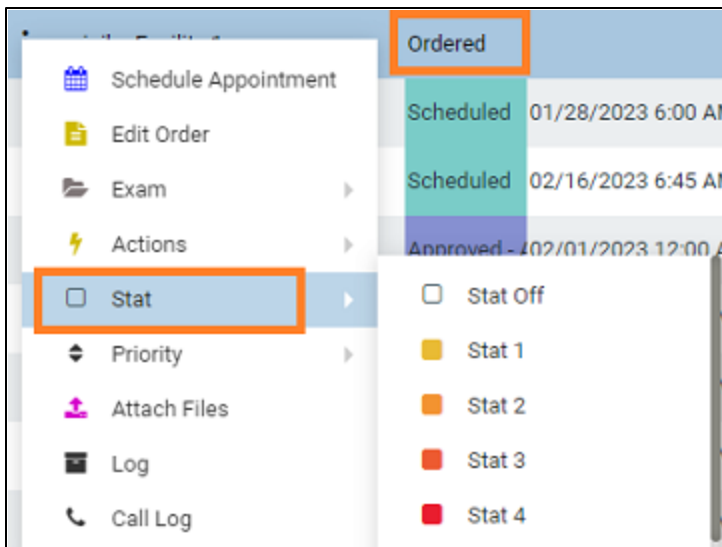 Ordered
Schedule Appointment
Scheduled 01/28/2023 6:00 AM
Edit Order
Scheduled 02/16/2023 6:45 AM
Exam
Actions
Approved - 02/01/2023 12:00
Stat
Stat Off
Priority
Stat 1
Attach Files
Stat 2
Log
Stat 3
Call Log
Stat 4